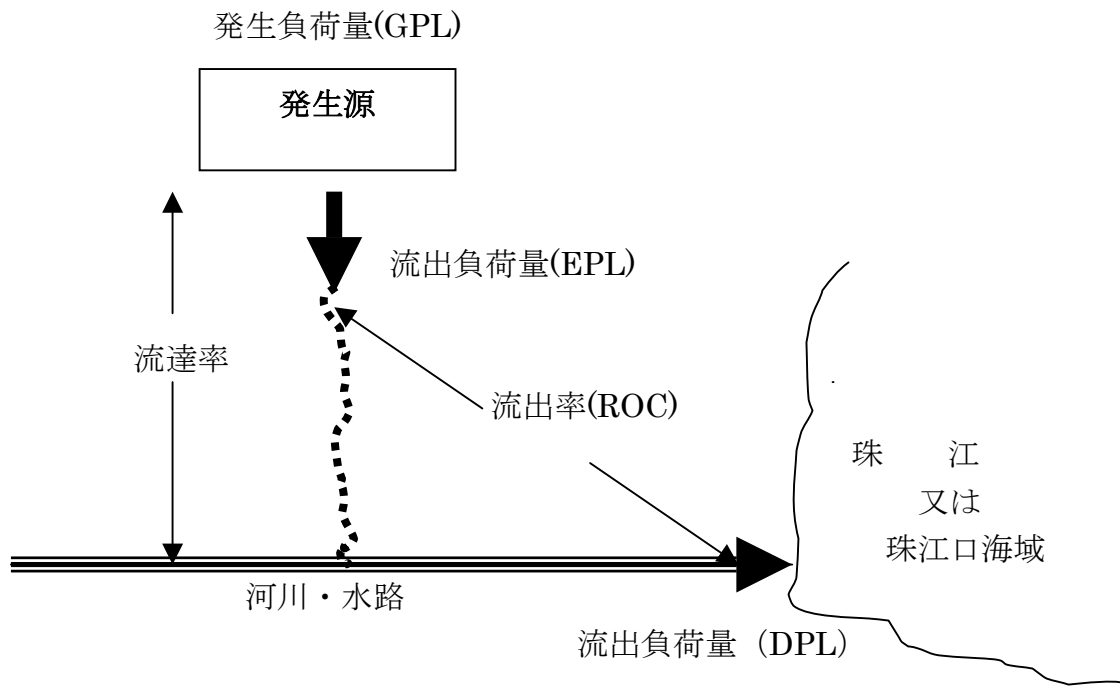 発生負荷量(GPL)
発生源
流出負荷量(EPL)
流達率
流出率(ROC)
珠　江
又は
珠江口海域
河川・水路
流出負荷量（DPL）